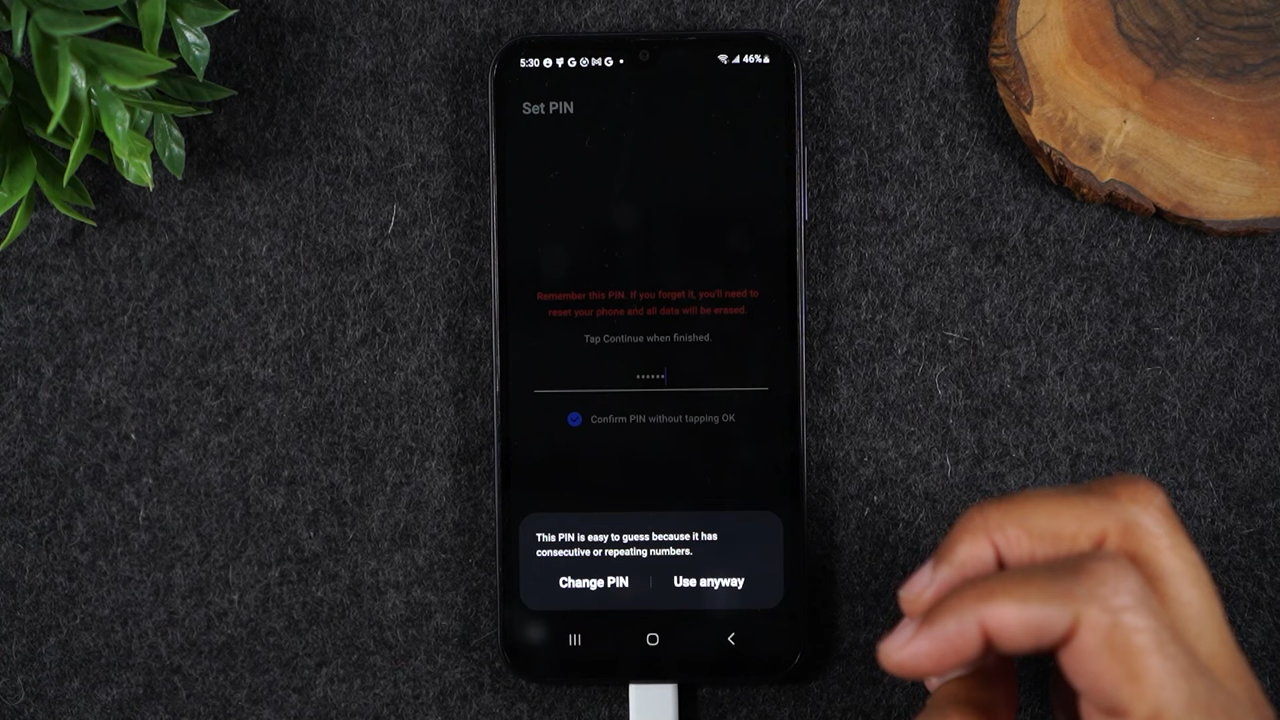 5:30 46%
Set PIN
Remember this PIN. If you forget it, you'll need to
reset your phone and all data will be erased.
Tap Continue when finished.
Confirm PIN without tapping OK
This PIN is easy to guess because it has
consecutive or repeating numbers.
Change PIN Use anyway